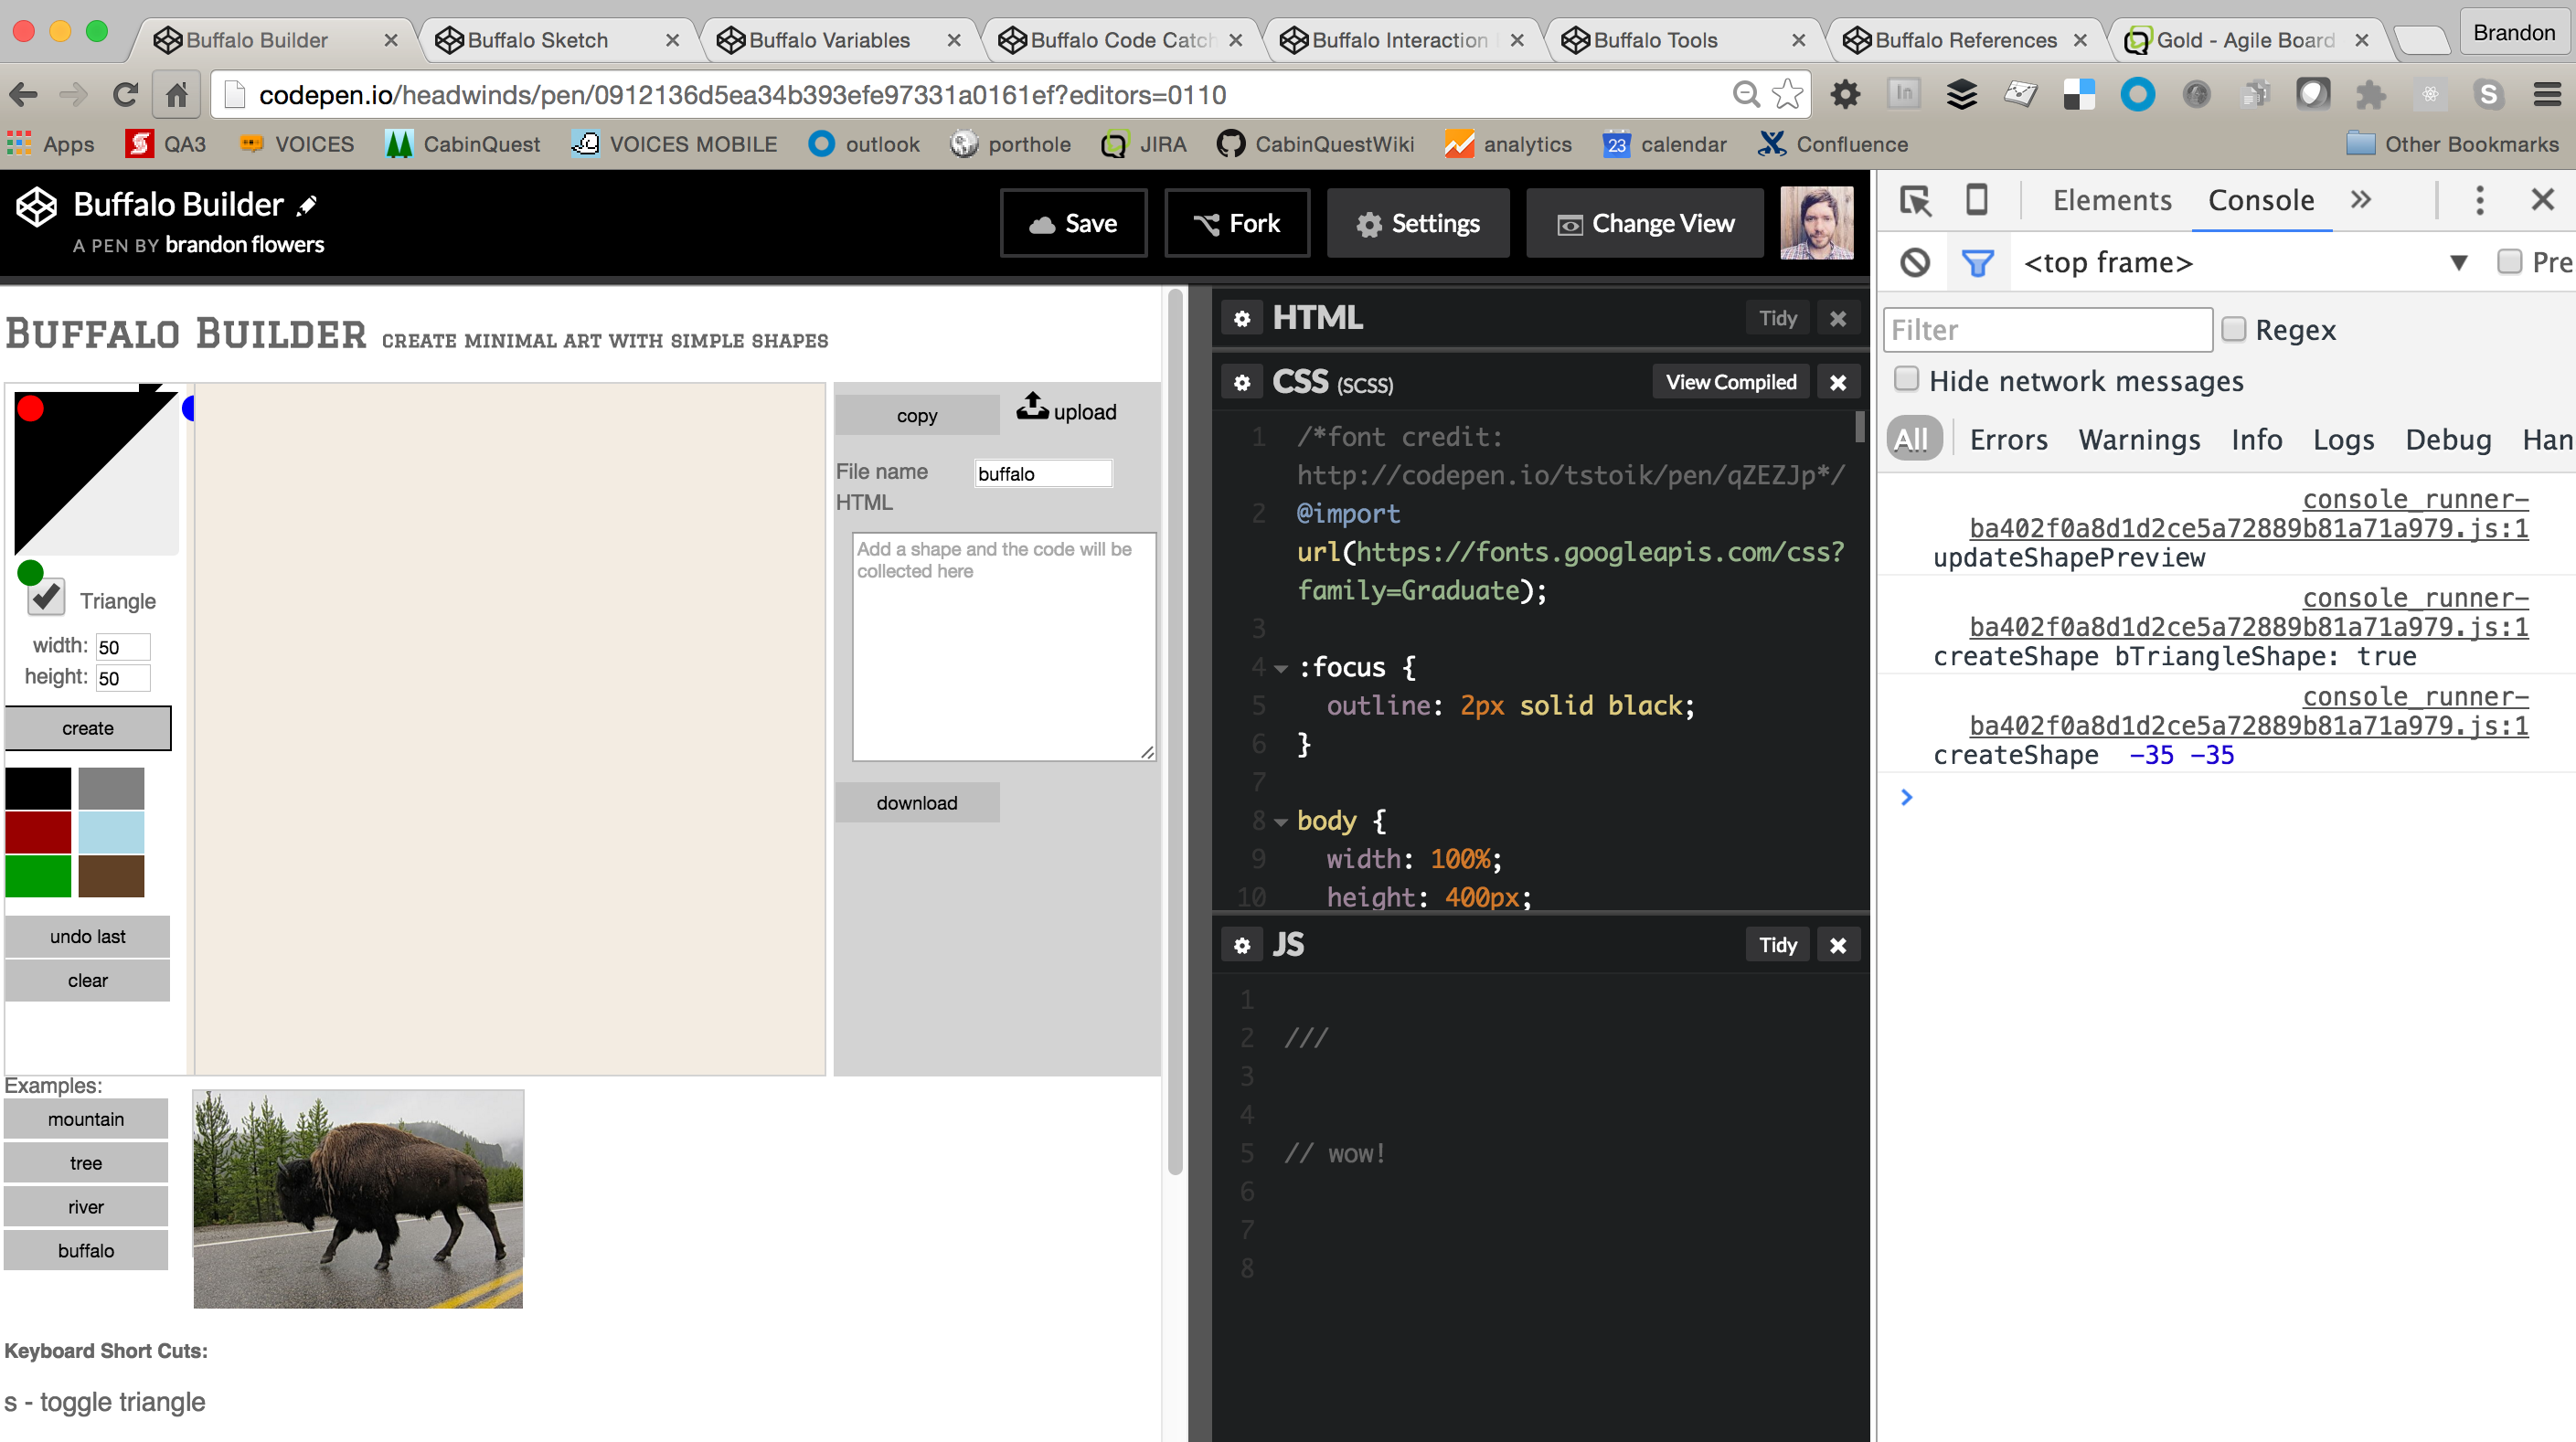 Buffalo Builder
Buffalo Sketch
Buffalo Variables
Buffalo Code Catch
Buffalo Interaction
Buffalo Tools
Buffalo References
Gold - Agile Board
Brandon
codepen.io/headwinds/pen/0912136d5ea34b393efe97331a0161ef?editors=0110
Apps
QA3
VOICES
CabinQuest
VOICES MOBILE
outlook
porthole
JIRA
CabinQuestWiki
analytics
23
calendar
Confluence
Other Bookmarks
Buffalo Builder
A PEN BY brandon flowers
Save
Fork
Settings
Change View
Buffalo Builder create minimal art with simple shapes
Triangle
width: 50
height: 50
create
undo last
clear
copy
upload
File name buffalo
HTML
Add a shape and the code will be
collected here
download
Examples:
mountain
tree
river
buffalo
Keyboard Short Cuts:
s - toggle triangle
HTML
Tidy
CSS (SCSS)
View Compiled
1 /*font credit:
http://codepen.io/tstoik/pen/qZEZJp*/
2 @import
url(https://fonts.googleapis.com/css?
family=Graduate);
3
4 :focus {
5 outline: 2px solid black;
6 }
7
8 body {
9 width: 100%;
10 height: 400px;
JS
Tidy
1
2 ///
3
4
5 // wow!
6
7
8
Elements
Console
<top frame>
Pre
Filter
Regex
Hide network messages
All
Errors
Warnings
Info
Logs
Debug
Han
console_runner-
ba402f0a8d1d2ce5a72889b81a71a979.js:1
updateShapePreview
console_runner-
ba402f0a8d1d2ce5a72889b81a71a979.js:1
createShape bTriangleShape: true
console_runner-
ba402f0a8d1d2ce5a72889b81a71a979.js:1
createShape -35 -35